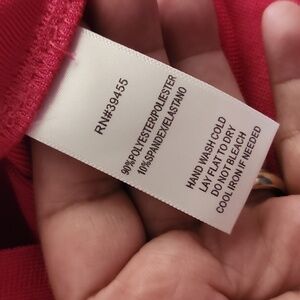 RN#39455
90%POLYESTER/POLIESTER
10%SPANDEX/ELASTANO
HAND WASH COLD
LAY FLAT TO DRY
DO NOT BLEACH
COOL IRON IF NEEDED